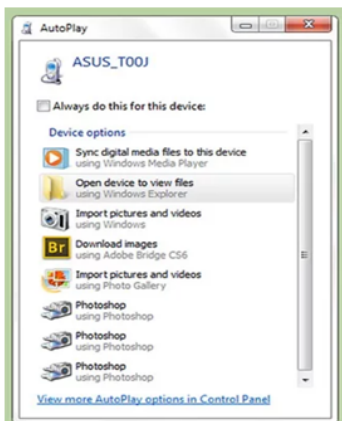 AutoPlay
ASUS_T00J
Always do this for this device:
Device options
Sync digital media files to this device
using Windows Media Player
Open device to view files
using Windows Explorer
Import pictures and videos
using Windows
Br Download images
using Adobe Bridge CS6
Import pictures and videos
using Photo Gallery
Photoshop
using Photoshop
Photoshop
using Photoshop
Photoshop
using Photoshop
View more AutoPlay options in Control Panel